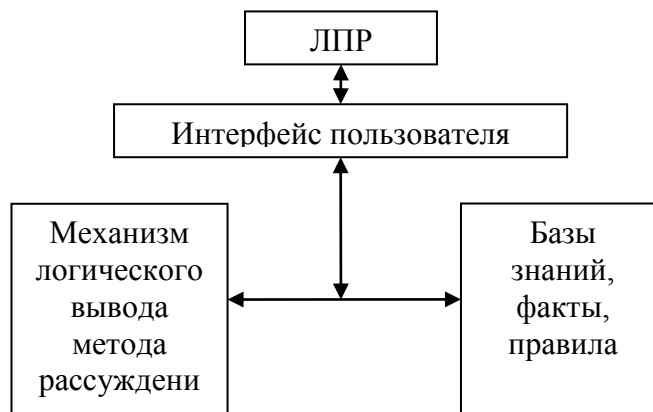 ЛПР
Интерфейс пользователя
Механизм
логического
вывода
метода
рассуждени
Базы
знаний,
факты,
правила